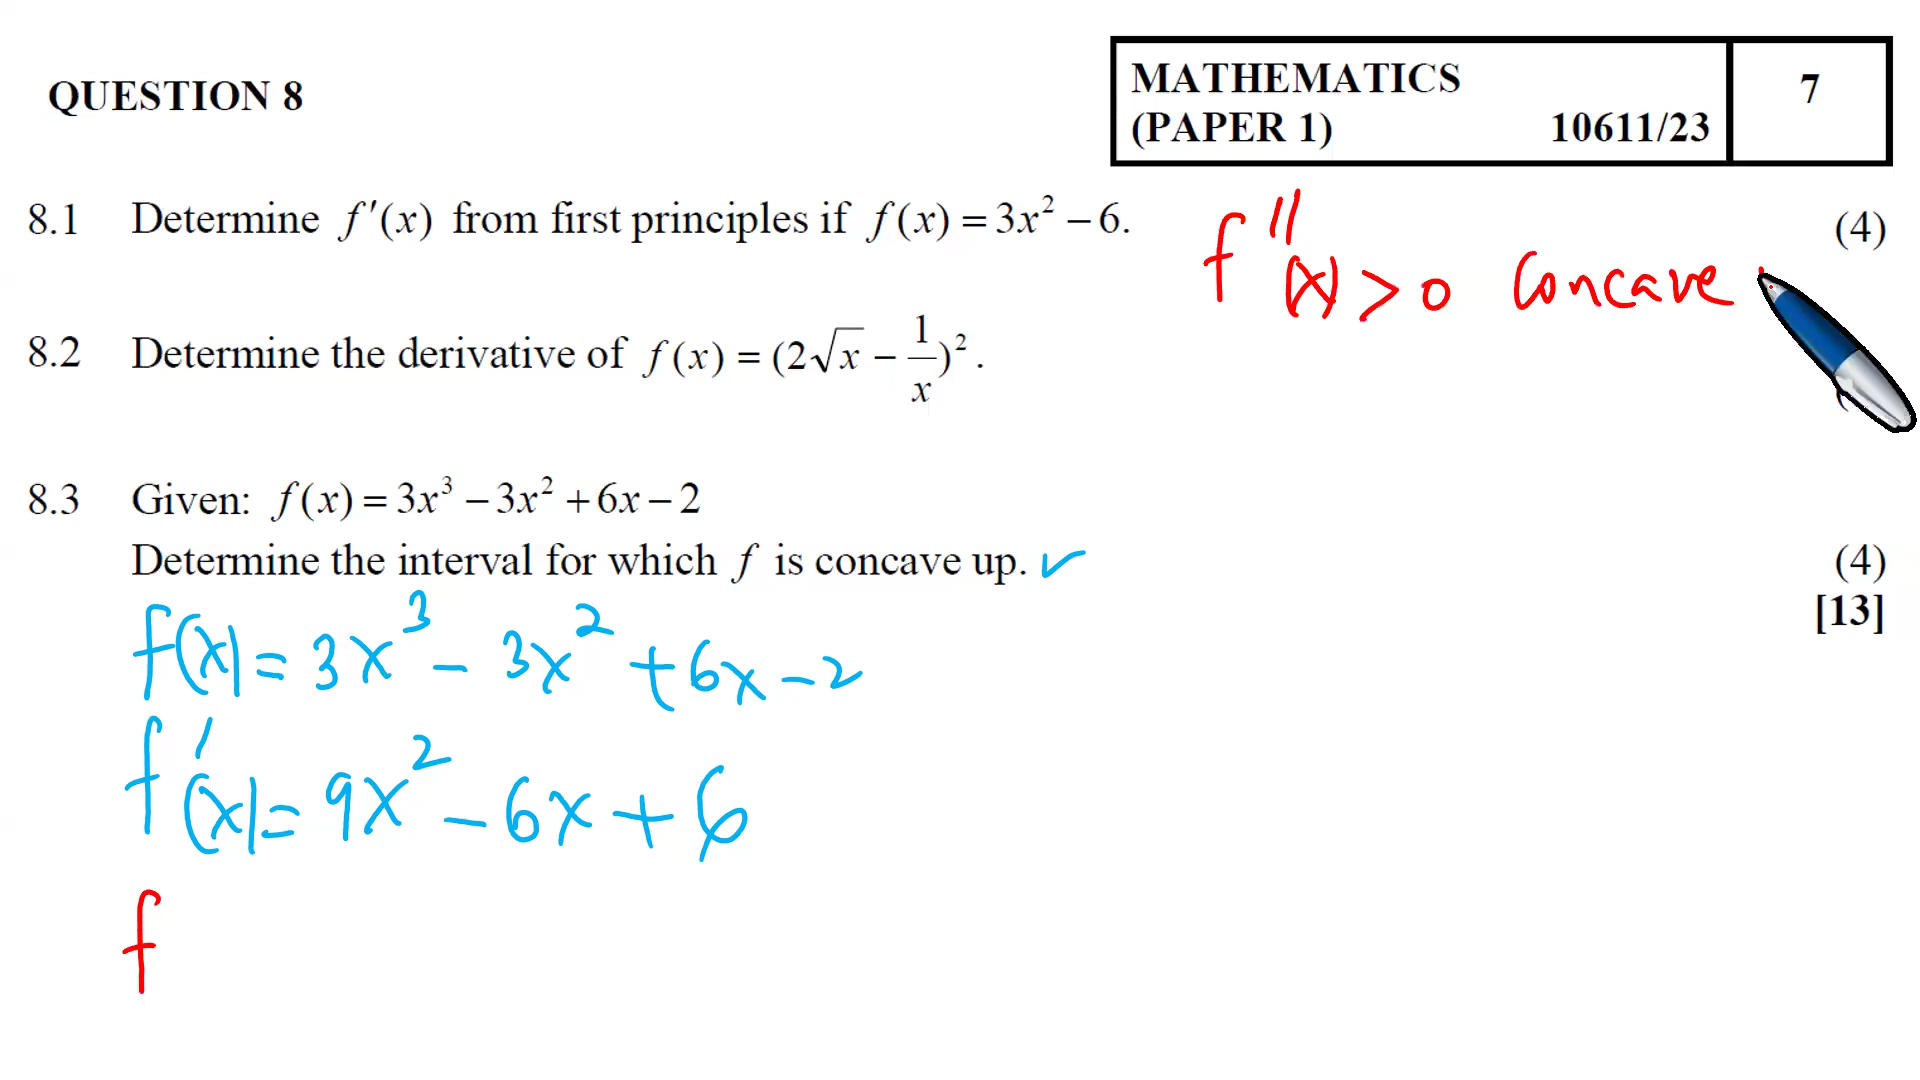 QUESTION 8
MATHEMATICS
(PAPER 1) 10611/23
7
8.1 Determine f′(x) from first principles if f(x) = 3x² − 6. (4)
f′′(x) > 0 concave
8.2 Determine the derivative of f(x) = (2√x − 1/x)².
(
8.3 Given: f(x) = 3x³ − 3x² + 6x − 2
Determine the interval for which f is concave up. ✓ (4)
[13]
f(x) = 3x³ − 3x² + 6x − 2
f′(x) = 9x² − 6x + 6
f